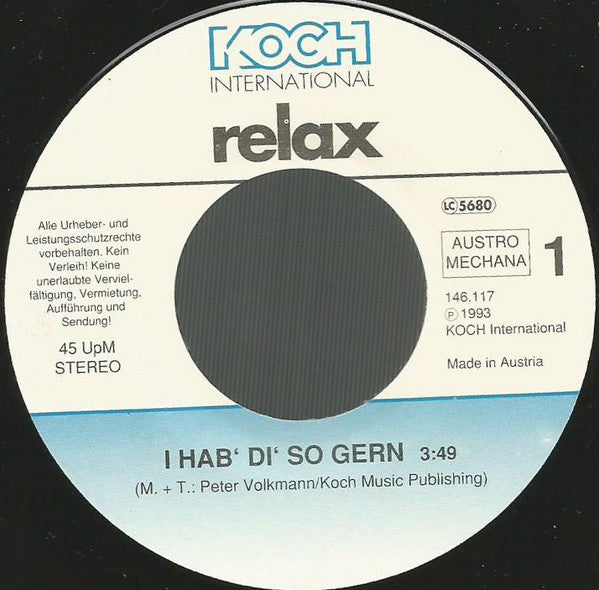 KOCH
INTERNATIONAL
relax
Alle Urheber- und
Leistungsschutzrechte
vorbehalten. Kein
Verleih! Keine
unerlaubte Verviel-
fältigung, Vermietung,
Aufführung und
Sendung!
45 UpM
STEREO
LC 5680
AUSTRO
MECHANA
1
146.117
℗ 1993
KOCH International
Made in Austria
I HAB' DI' SO GERN 3:49
(M. + T.: Peter Volkmann/Koch Music Publishing)